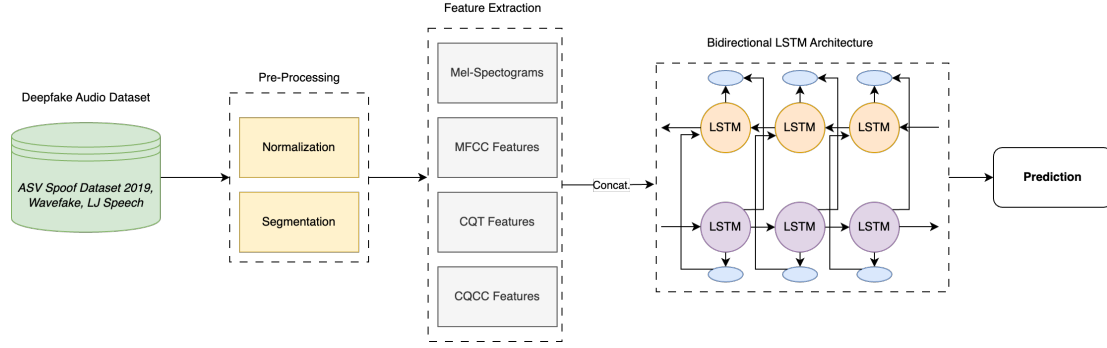 Deepfake Audio Dataset
ASV Spoof Dataset 2019,
Wavefake, LJ Speech
Pre-Processing
Normalization
Segmentation
Feature Extraction
Mel-Spectograms
MFCC Features
CQT Features
CQCC Features
Concat.
Bidirectional LSTM Architecture
LSTM LSTM LSTM
LSTM LSTM LSTM
Prediction